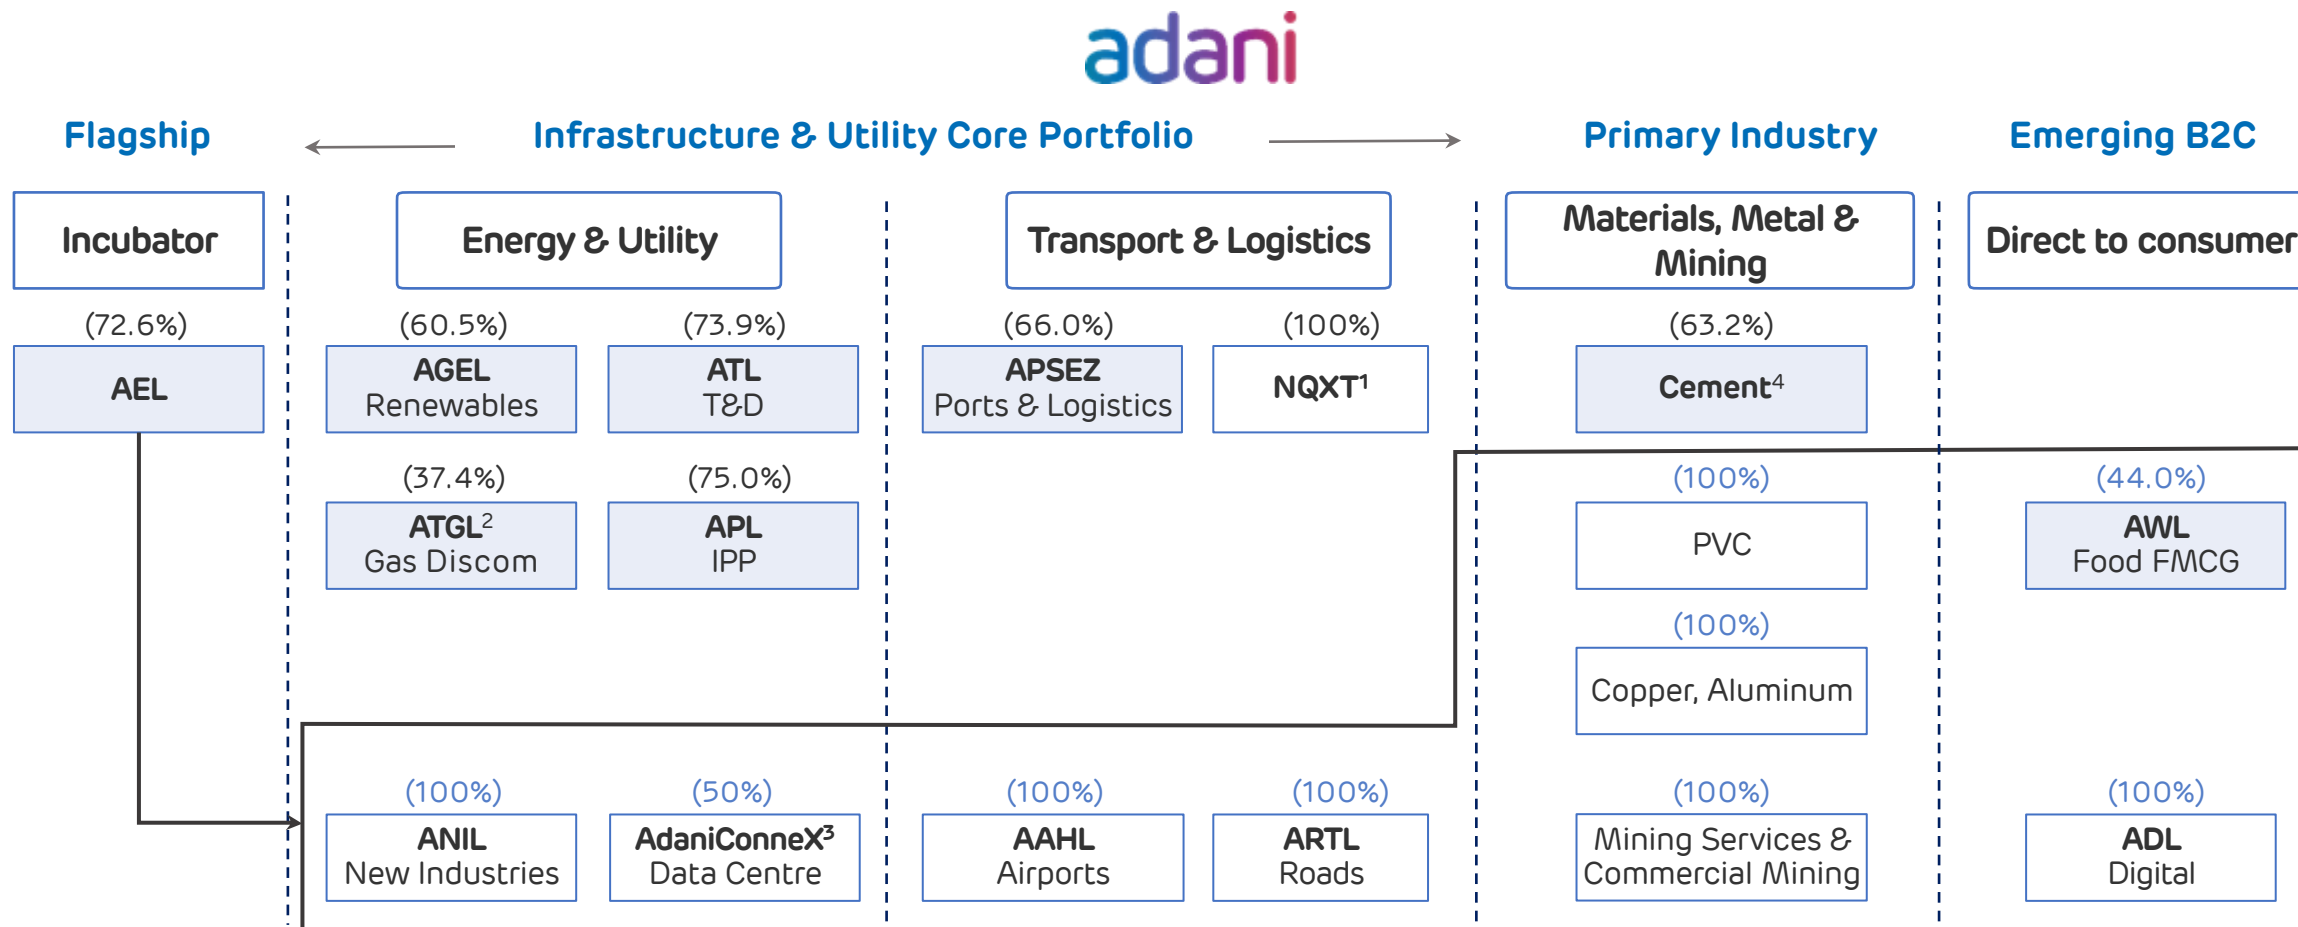 adani
Flagship
Infrastructure & Utility Core Portfolio
Primary Industry
Emerging B2C
Incubator
Energy & Utility
Transport & Logistics
Materials, Metal &
Mining
Direct to consumer
(72.6%)
(60.5%)
(73.9%)
(66.0%)
(100%)
(63.2%)
AEL
AGEL
Renewables
ATL
T&D
APSEZ
Ports & Logistics
NQXT¹
Cement⁴
(37.4%)
(75.0%)
(100%)
(44.0%)
ATGL²
Gas Discom
APL
IPP
PVC
AWL
Food FMCG
(100%)
Copper, Aluminum
(100%)
(50%)
(100%)
(100%)
(100%)
(100%)
ANIL
New Industries
AdaniConneX³
Data Centre
AAHL
Airports
ARTL
Roads
Mining Services &
Commercial Mining
ADL
Digital